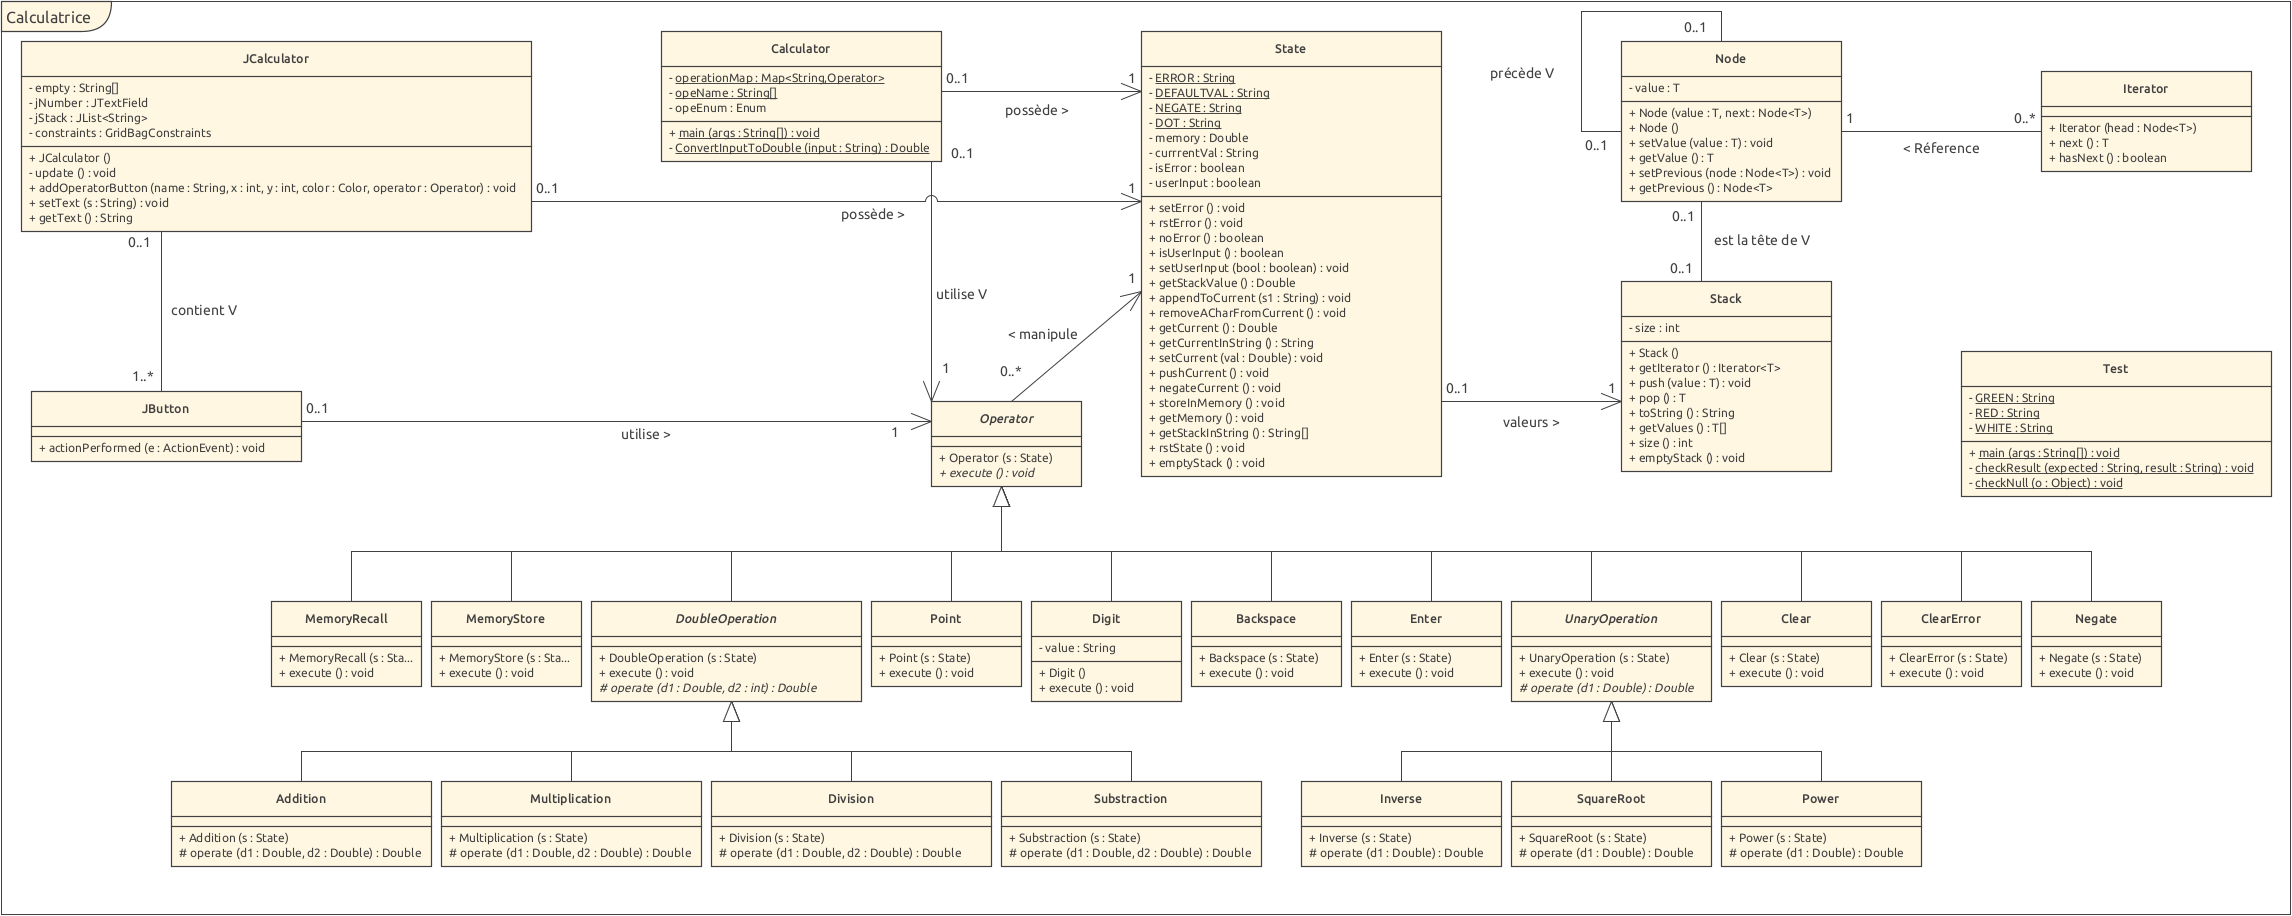 Calculatrice
JCalculator
- empty : String[]
- jNumber : JTextField
- jStack : JList<String>
- constraints : GridBagConstraints
+ JCalculator ()
- update () : void
+ addOperatorButton (name : String, x : int, y : int, color : Color, operator : Operator) : void
+ setText (s : String) : void
+ getText () : String
0..1
possède >
1
0..1
contient V
1..*
JButton
+ actionPerformed (e : ActionEvent) : void
0..1
utilise >
1
Calculator
- operationMap : Map<String,Operator>
- opeName : String[]
- opeEnum : Enum
+ main (args : String[]) : void
- ConvertInputToDouble (input : String) : Double
0..1
possède >
1
0..1
utilise V
1
Operator
+ Operator (s : State)
+ execute () : void
0..*
< manipule
1
State
- ERROR : String
- DEFAULTVAL : String
- NEGATE : String
- DOT : String
- memory : Double
- currrentVal : String
- isError : boolean
- userInput : boolean
+ setError () : void
+ rstError () : void
+ noError () : boolean
+ isUserInput () : boolean
+ setUserInput (bool : boolean) : void
+ getStackValue () : Double
+ appendToCurrent (s1 : String) : void
+ removeACharFromCurrent () : void
+ getCurrent () : Double
+ getCurrentInString () : String
+ setCurrent (val : Double) : void
+ pushCurrent () : void
+ negateCurrent () : void
+ storeInMemory () : void
+ getMemory () : void
+ getStackInString () : String[]
+ rstState () : void
+ emptyStack () : void
0..1
valeurs >
1
0..1
précède V
0..1
Node
- value : T
+ Node (value : T, next : Node<T>)
+ Node ()
+ setValue (value : T) : void
+ getValue () : T
+ setPrevious (node : Node<T>) : void
+ getPrevious () : Node<T>
1
< Réference
0..*
Iterator
+ Iterator (head : Node<T>)
+ next () : T
+ hasNext () : boolean
0..1
est la tête de V
0..1
Stack
- size : int
+ Stack ()
+ getIterator () : Iterator<T>
+ push (value : T) : void
+ pop () : T
+ toString () : String
+ getValues () : T[]
+ size () : int
+ emptyStack () : void
Test
- GREEN : String
- RED : String
- WHITE : String
+ main (args : String[]) : void
- checkResult (expected : String, result : String) : void
- checkNull (o : Object) : void
MemoryRecall
+ MemoryRecall (s : Sta...
+ execute () : void
MemoryStore
+ MemoryStore (s : Sta...
+ execute () : void
DoubleOperation
+ DoubleOperation (s : State)
+ execute () : void
# operate (d1 : Double, d2 : int) : Double
Point
+ Point (s : State)
+ execute () : void
Digit
- value : String
+ Digit ()
+ execute () : void
Backspace
+ Backspace (s : State)
+ execute () : void
Enter
+ Enter (s : State)
+ execute () : void
UnaryOperation
+ UnaryOperation (s : State)
+ execute () : void
# operate (d1 : Double) : Double
Clear
+ Clear (s : State)
+ execute () : void
ClearError
+ ClearError (s : State)
+ execute () : void
Negate
+ Negate (s : State)
+ execute () : void
Addition
+ Addition (s : State)
# operate (d1 : Double, d2 : Double) : Double
Multiplication
+ Multiplication (s : State)
# operate (d1 : Double, d2 : Double) : Double
Division
+ Division (s : State)
# operate (d1 : Double, d2 : Double) : Double
Substraction
+ Substraction (s : State)
# operate (d1 : Double, d2 : Double) : Double
Inverse
+ Inverse (s : State)
# operate (d1 : Double) : Double
SquareRoot
+ SquareRoot (s : State)
# operate (d1 : Double) : Double
Power
+ Power (s : State)
# operate (d1 : Double) : Double